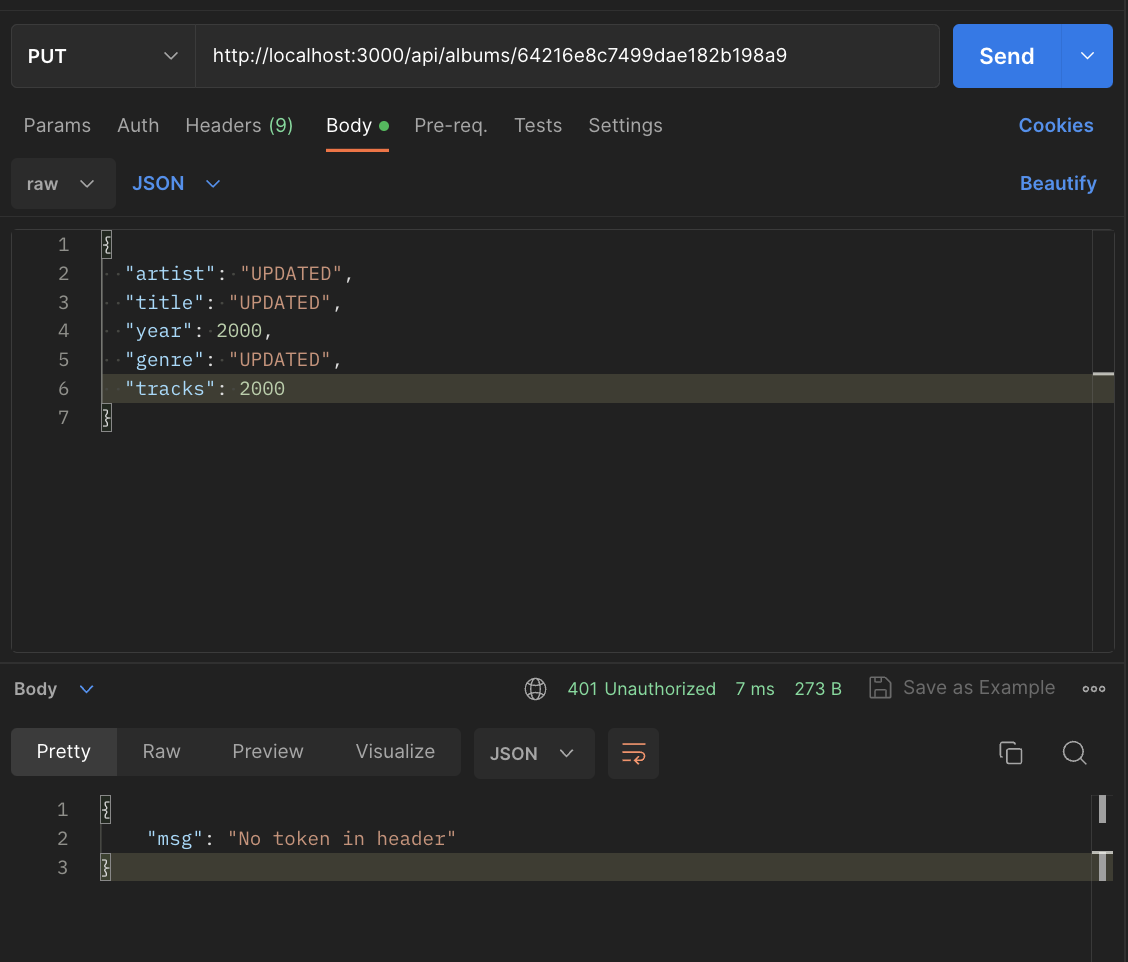 PUT http://localhost:3000/api/albums/64216e8c7499dae182b198a9 Send
Params Auth Headers (9) Body Pre-req. Tests Settings Cookies
raw JSON Beautify
1 {
2 "artist": "UPDATED",
3 "title": "UPDATED",
4 "year": 2000,
5 "genre": "UPDATED",
6 "tracks": 2000
7 }
Body 401 Unauthorized 7 ms 273 B Save as Example
Pretty Raw Preview Visualize JSON
1 {
2 "msg": "No token in header"
3 }